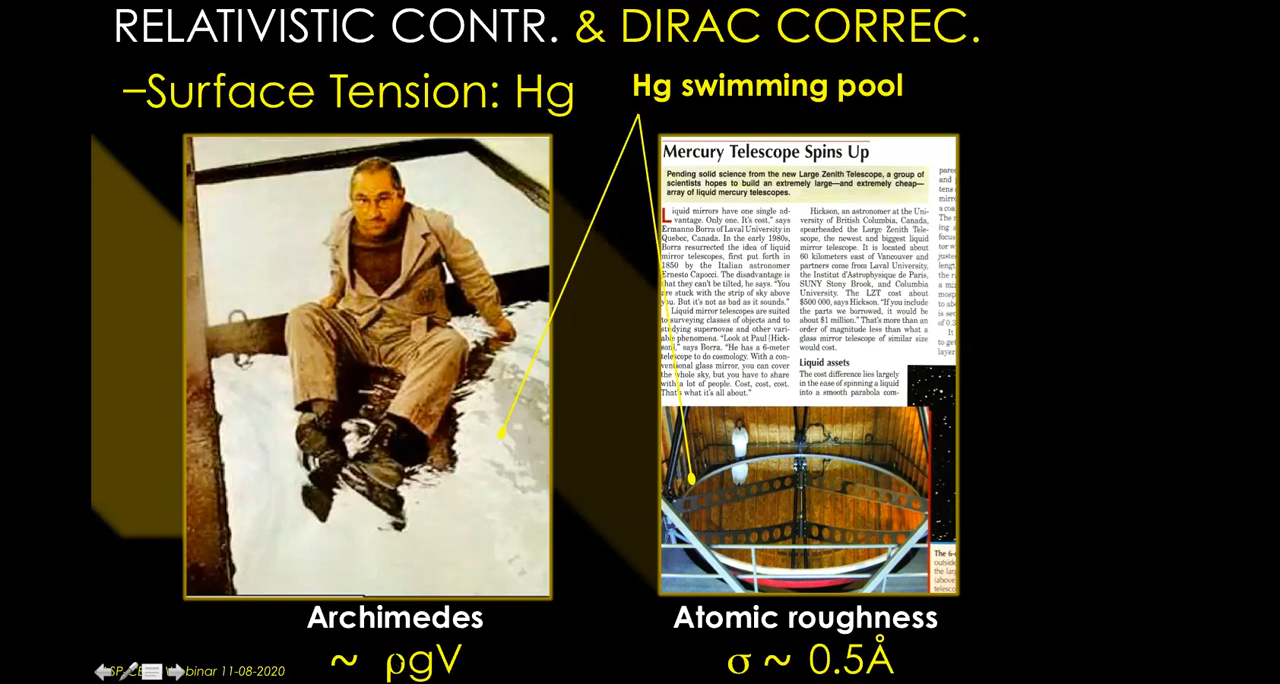 RELATIVISTIC CONTR. & DIRAC CORREC.
–Surface Tension: Hg
Hg swimming pool
Mercury Telescope Spins Up
Pending solid science from the new Large Zenith Telescope, a group of
scientists hopes to build an extremely large—and extremely cheap—
array of liquid mercury telescopes.
Liquid mirrors have one single ad-
vantage. Only one. It's cost," says
Ermanno Borra of Laval University in
Quebec, Canada. In the early 1980s,
Borra resurrected the idea of liquid
mirror telescopes, first put forth in
1850 by the Italian astronomer
Ernesto Capocci. The disadvantage is
that they can't be tilted, he says. "You
are stuck with the strip of sky above
you. But it's not as bad as it sounds."
Liquid mirror telescopes are suited
to surveying classes of objects and to
studying supernovae and other vari-
able phenomena. "Look at Paul [Hick-
son]," says Borra. "He has a 6-meter
telescope to do cosmology. With a con-
ventional glass mirror, you can cover
the whole sky, but you have to share
with a lot of people. Cost, cost, cost.
That's what it's all about."
Hickson, an astronomer at the Uni-
versity of British Columbia, Canada,
spearheaded the Large Zenith Tele-
scope, the newest and biggest liquid
mirror telescope. It is located about
60 kilometers east of Vancouver and
partners come from Laval University,
the Institut d'Astrophysique de Paris,
SUNY Stony Brook, and Columbia
University. The LZT cost about
$500 000, says Hickson. "If you include
the parts we borrowed, it would be
about $1 million." That's more than an
order of magnitude less than what a
glass mirror telescope of similar size
would cost.
Liquid assets
The cost difference lies largely
in the ease of spinning a liquid
into a smooth parabola com-
The 6-
outside
the lar
(above
telesco
Archimedes
~ ρgV
Atomic roughness
σ ~ 0.5Å
binar 11-08-2020